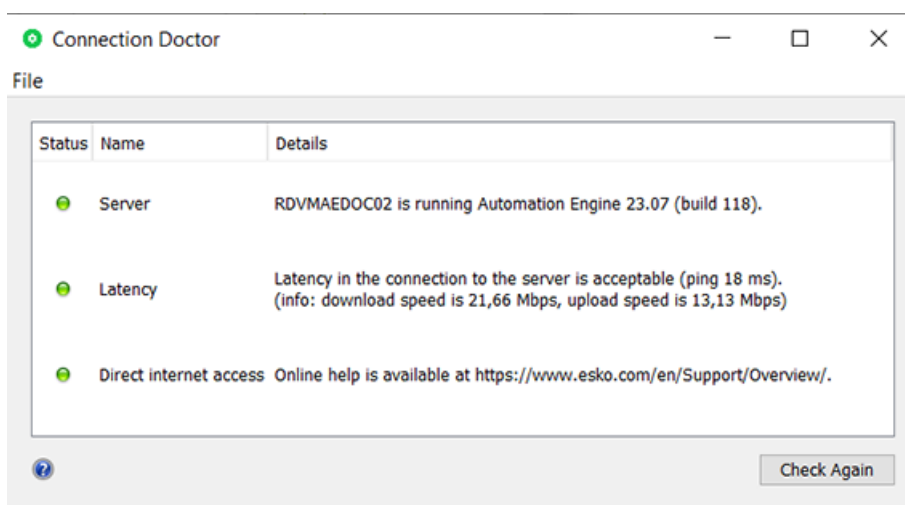 Connection Doctor
File
Status Name Details
Server RDVMAEDOC02 is running Automation Engine 23.07 (build 118).
Latency Latency in the connection to the server is acceptable (ping 18 ms).
(info: download speed is 21,66 Mbps, upload speed is 13,13 Mbps)
Direct internet access Online help is available at https://www.esko.com/en/Support/Overview/.
?
Check Again